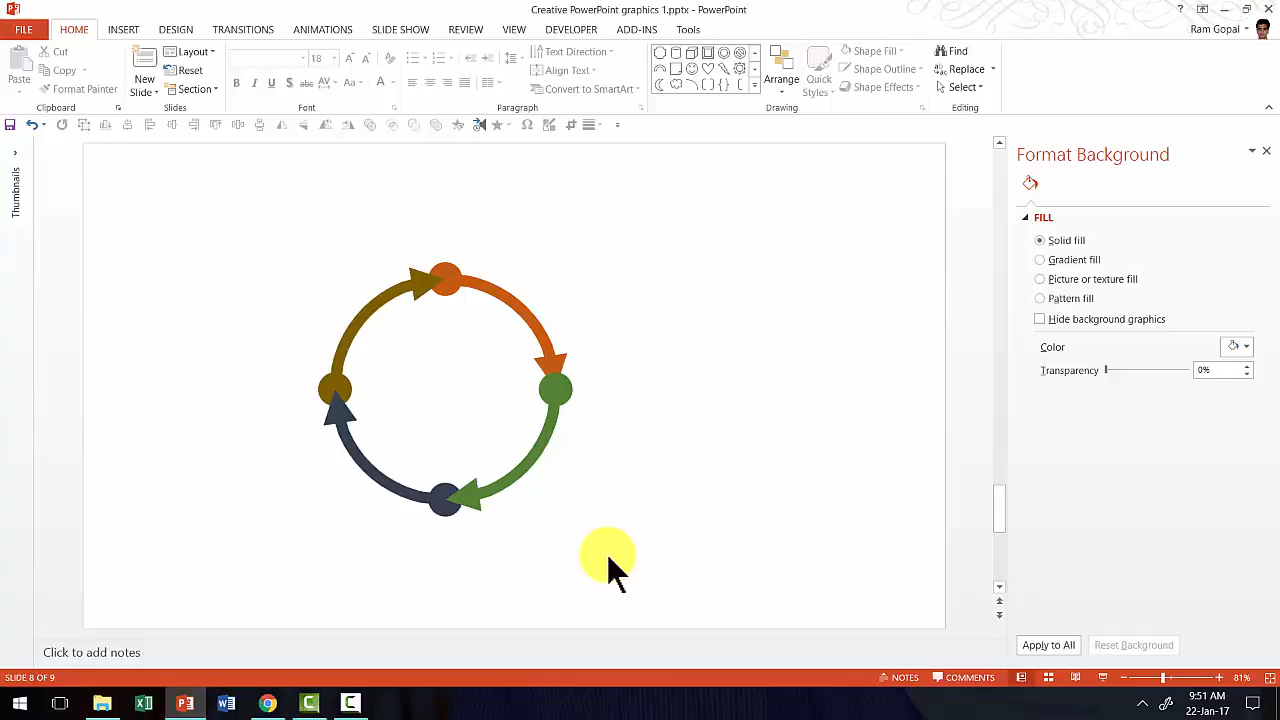 Creative PowerPoint graphics 1.pptx - PowerPoint
?
FILE HOME INSERT DESIGN TRANSITIONS ANIMATIONS SLIDE SHOW REVIEW VIEW DEVELOPER ADD-INS Tools
Ram Gopal
Paste
Cut
Copy
Format Painter
Clipboard
New
Slide
Layout
Reset
Section
Slides
18
B I U S abc AV Aa A
Font
Text Direction
Align Text
Convert to SmartArt
Paragraph
Arrange
Quick
Styles
Shape Fill
Shape Outline
Shape Effects
Drawing
Find
Replace
Select
Editing
Thumbnails
Format Background
FILL
Solid fill
Gradient fill
Picture or texture fill
Pattern fill
Hide background graphics
Color
Transparency
0%
Apply to All
Reset Background
Click to add notes
SLIDE 8 OF 9
NOTES
COMMENTS
81%
9:51 AM
22-Jan-17